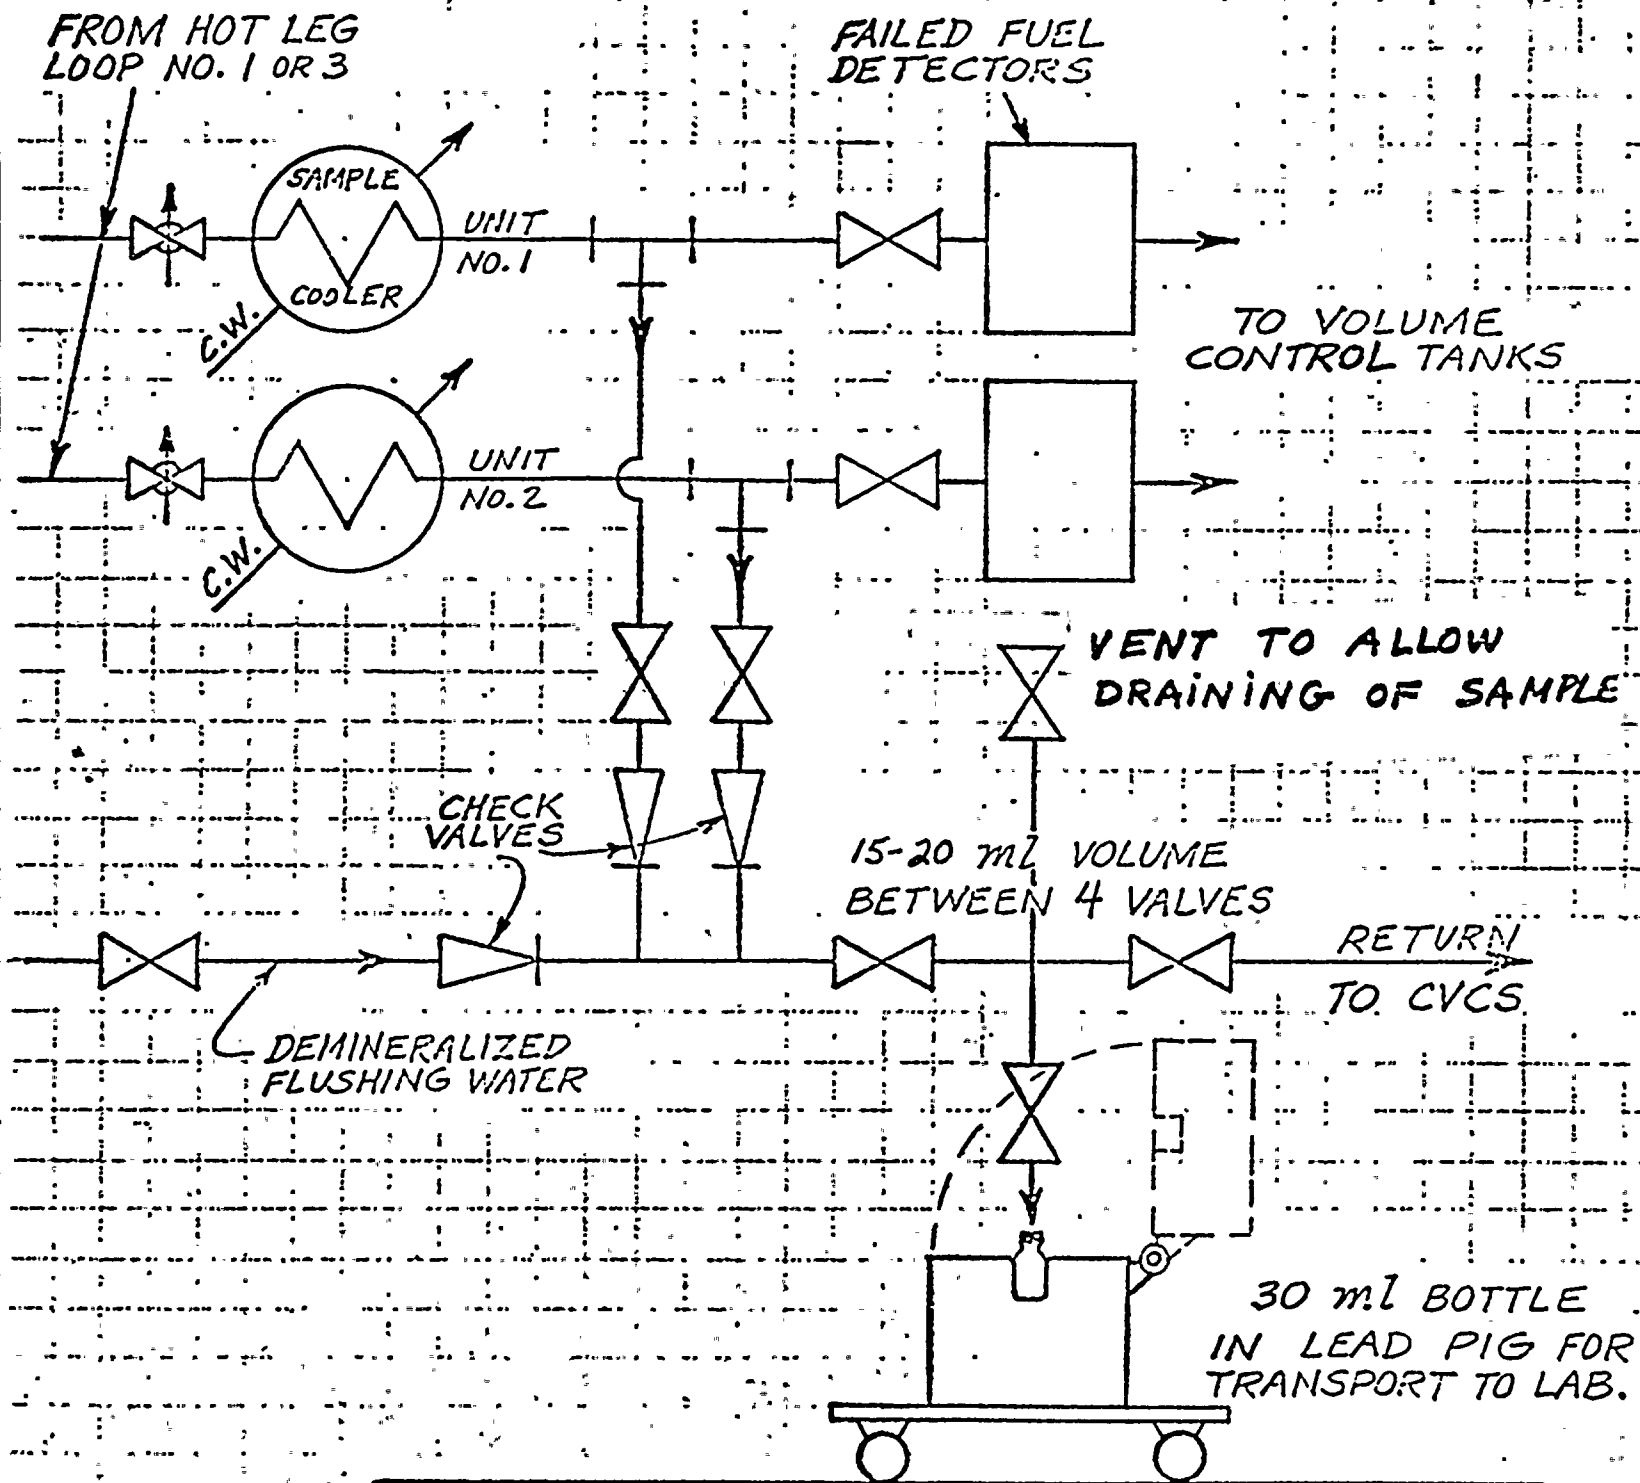 FROM HOT LEG
LOOP NO. 1 OR 3
FAILED FUEL
DETECTORS
SAMPLE
COOLER
UNIT
NO. 1
C.W.
TO VOLUME
CONTROL TANKS
UNIT
NO. 2
C.W.
VENT TO ALLOW
DRAINING OF SAMPLE
CHECK
VALVES
15-20 ml VOLUME
BETWEEN 4 VALVES
RETURN
TO CVCS
DEMINERALIZED
FLUSHING WATER
30 ml BOTTLE
IN LEAD PIG FOR
TRANSPORT TO LAB.